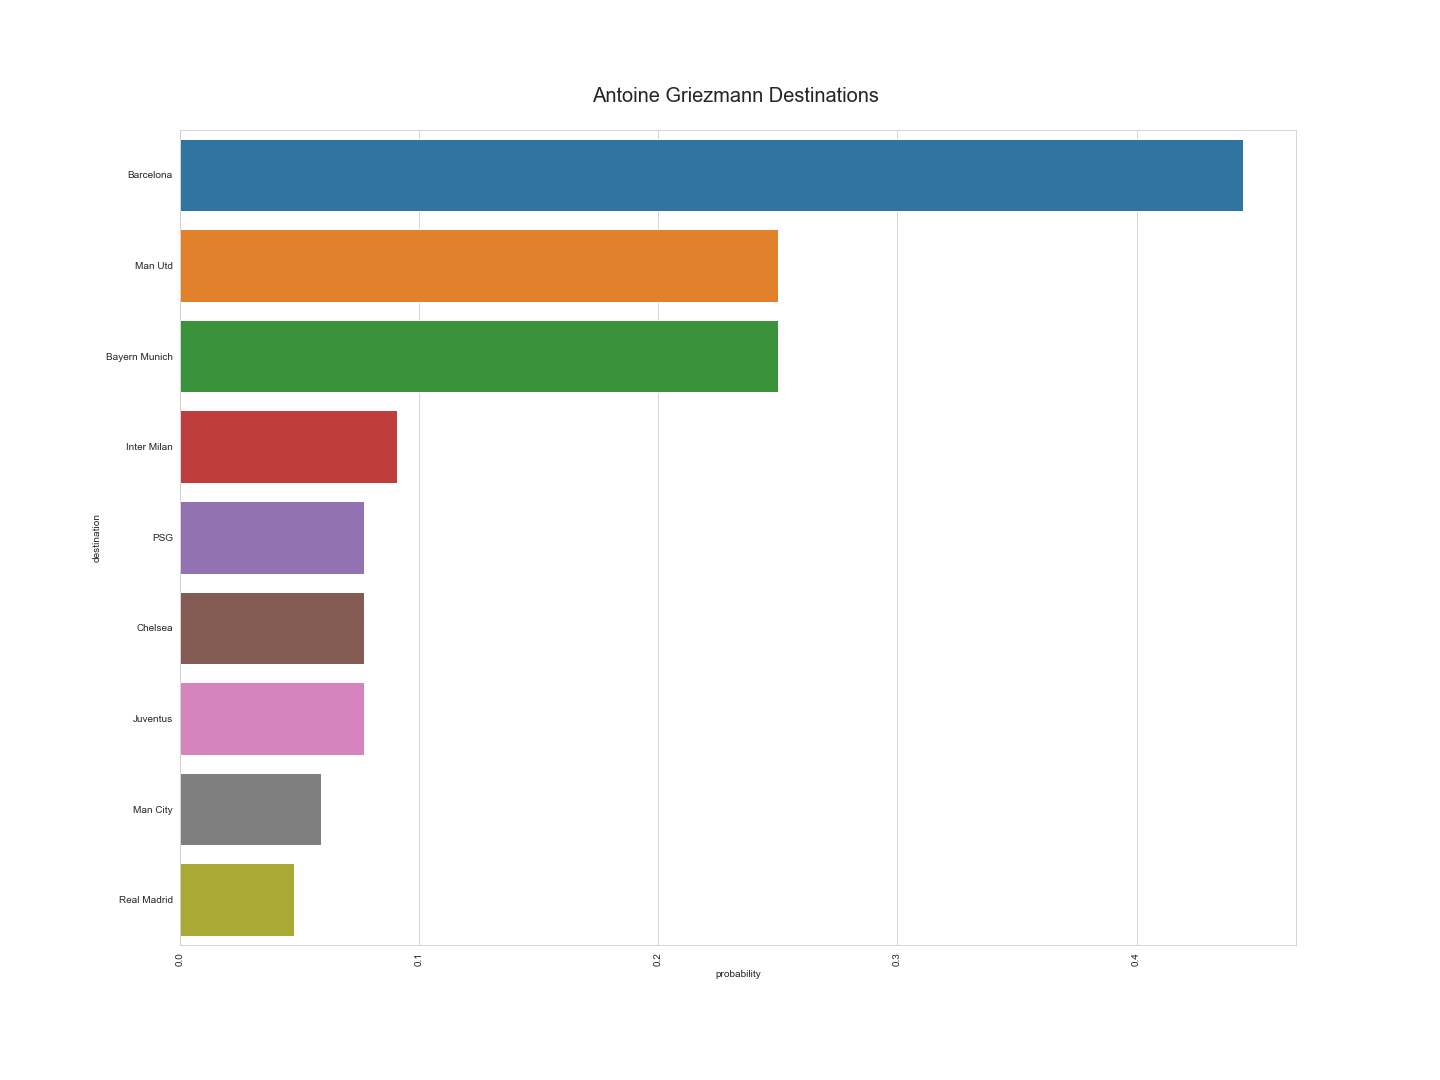 Antoine Griezmann Destinations
destination
Barcelona
Man Utd
Bayern Munich
Inter Milan
PSG
Chelsea
Juventus
Man City
Real Madrid
0.0
0.1
0.2
0.3
0.4
probability